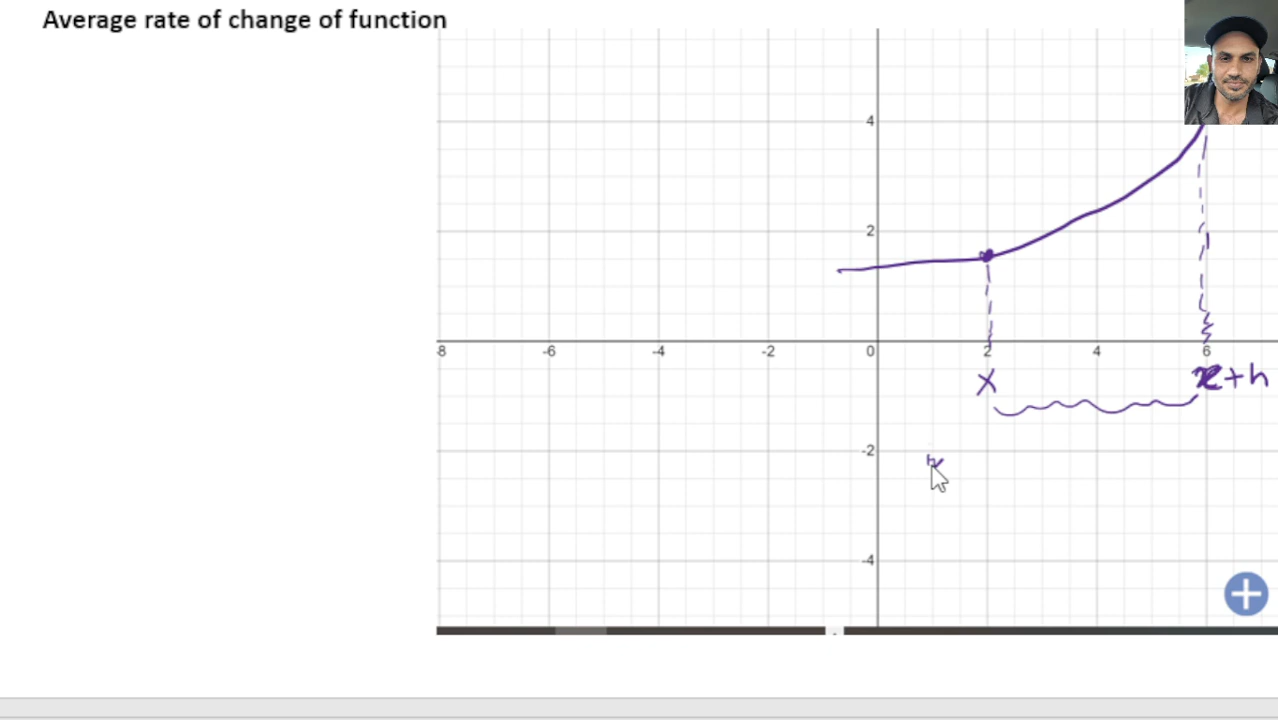 Average rate of change of function
4
2
-8 -6 -4 -2 0 2 4 6
x x+h
-2
-4